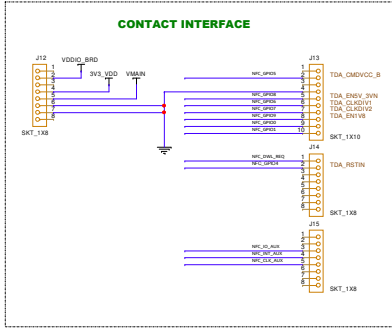 CONTACT INTERFACE
J12
VDDIO_BRD
3V3_VDD
VMAIN
1
2
3
4
5
6
7
8
SKT_1X8
J13
1
NFC_GPIO5 2 TDA_CMDVCC_B
3
4
NFC_GPIO8 5 TDA_EN5V_3VN
NFC_GPIO6 6 TDA_CLKDIV1
NFC_GPIO7 7 TDA_CLKDIV2
NFC_GPIO9 8 TDA_EN1V8
NFC_GPIO0 9
NFC_GPIO1 10
SKT_1X10
J14
NFC_DWL_REQ 1
NFC_GPIO4 2 TDA_RSTIN
3
4
5
6
7
8
SKT_1X8
J15
1
2
NFC_IO_AUX 3
NFC_INT_AUX 4
NFC_CLK_AUX 5
6
7
8
SKT_1X8